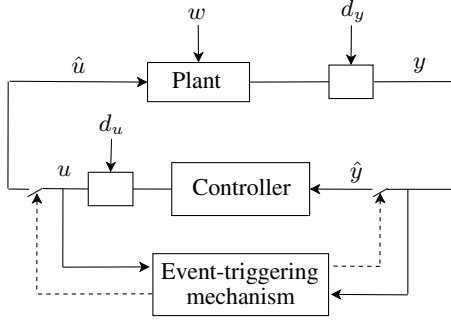 w
d_y
û
Plant
y
d_u
u
Controller
ŷ
Event-triggering
mechanism